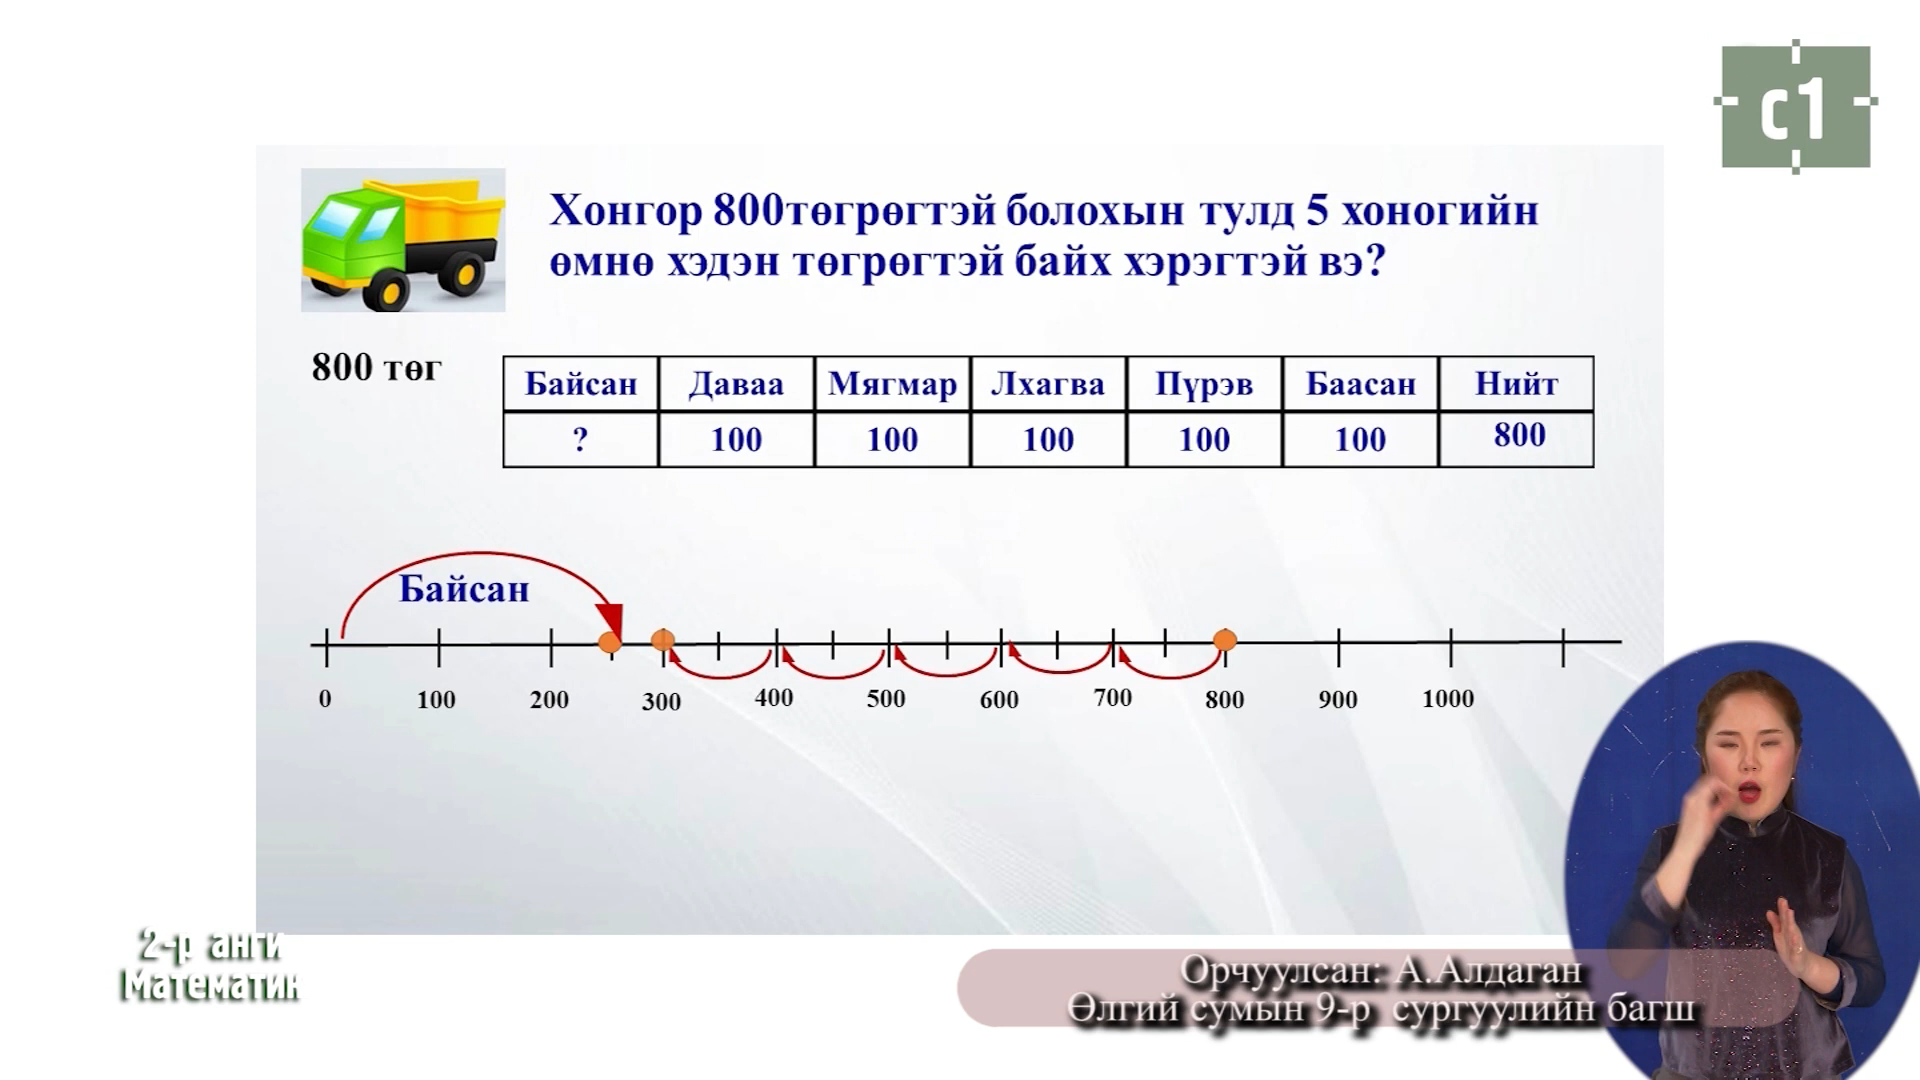 c1
Хонгор 800төгрөгтэй болохын тулд 5 хоногийн
өмнө хэдэн төгрөгтэй байх хэрэгтэй вэ?
800 төг
Байсан Даваа Мягмар Лхагва Пүрэв Баасан Нийт
? 100 100 100 100 100 800
Байсан
0 100 200 300 400 500 600 700 800 900 1000
2-р анги
Математик
Орчуулсан: А.Алдаган
Өлгий сумын 9-р сургуулийн багш